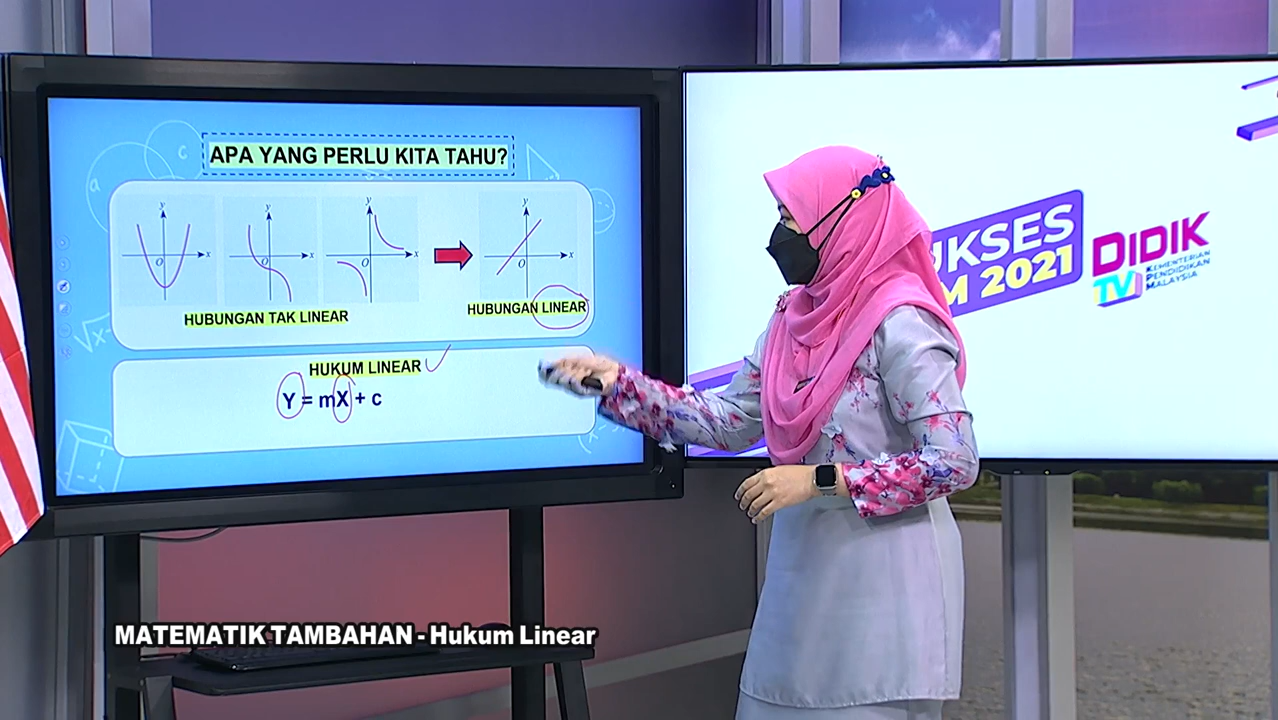 APA YANG PERLU KITA TAHU?
y
x
O
y
x
O
y
x
O
y
x
O
HUBUNGAN TAK LINEAR
HUBUNGAN LINEAR
HUKUM LINEAR
Y = mX + c
UKSES
M 2021
DIDIK
TV
KEMENTERIAN
PENDIDIKAN
MALAYSIA
MATEMATIK TAMBAHAN - Hukum Linear